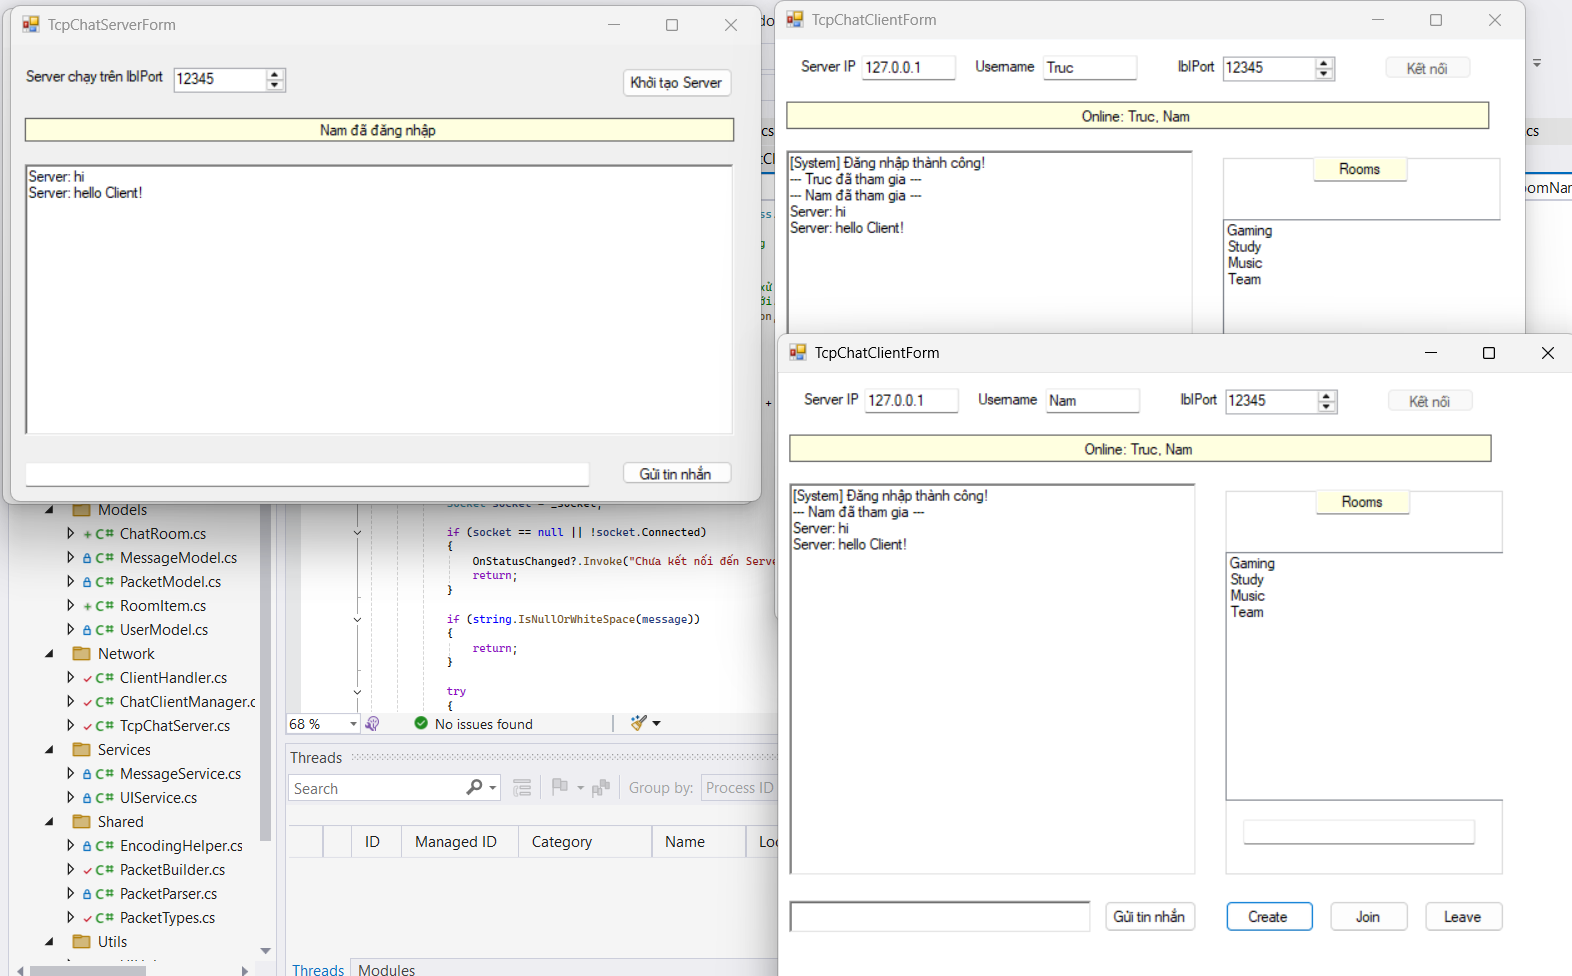 TcpChatServerForm
Server chạy trên lblPort
12345
Khởi tạo Server
Nam đã đăng nhập
Server: hi
Server: hello Client!
Gửi tin nhắn
TcpChatClientForm
Server IP
127.0.0.1
Username
Truc
lblPort
12345
Kết nối
Online: Truc, Nam
[System] Đăng nhập thành công!
--- Truc đã tham gia ---
--- Nam đã tham gia ---
Server: hi
Server: hello Client!
Rooms
Gaming
Study
Music
Team
TcpChatClientForm
Server IP
127.0.0.1
Username
Nam
lblPort
12345
Kết nối
Online: Truc, Nam
[System] Đăng nhập thành công!
--- Nam đã tham gia ---
Server: hi
Server: hello Client!
Rooms
Gaming
Study
Music
Team
Gửi tin nhắn
Create
Join
Leave
Models
C# ChatRoom.cs
C# MessageModel.cs
C# PacketModel.cs
C# RoomItem.cs
C# UserModel.cs
Network
C# ClientHandler.cs
C# ChatClientManager.c
C# TcpChatServer.cs
Services
C# MessageService.cs
C# UIService.cs
Shared
C# EncodingHelper.cs
C# PacketBuilder.cs
C# PacketParser.cs
C# PacketTypes.cs
Utils
if (socket == null || !socket.Connected)
{
OnStatusChanged?.Invoke("Chưa kết nối đến Serve
return;
}
if (string.IsNullOrWhiteSpace(message))
{
return;
}
try
{
68 %
No issues found
Threads
Search
Group by:
Process ID
ID
Managed ID
Category
Name
Threads
Modules